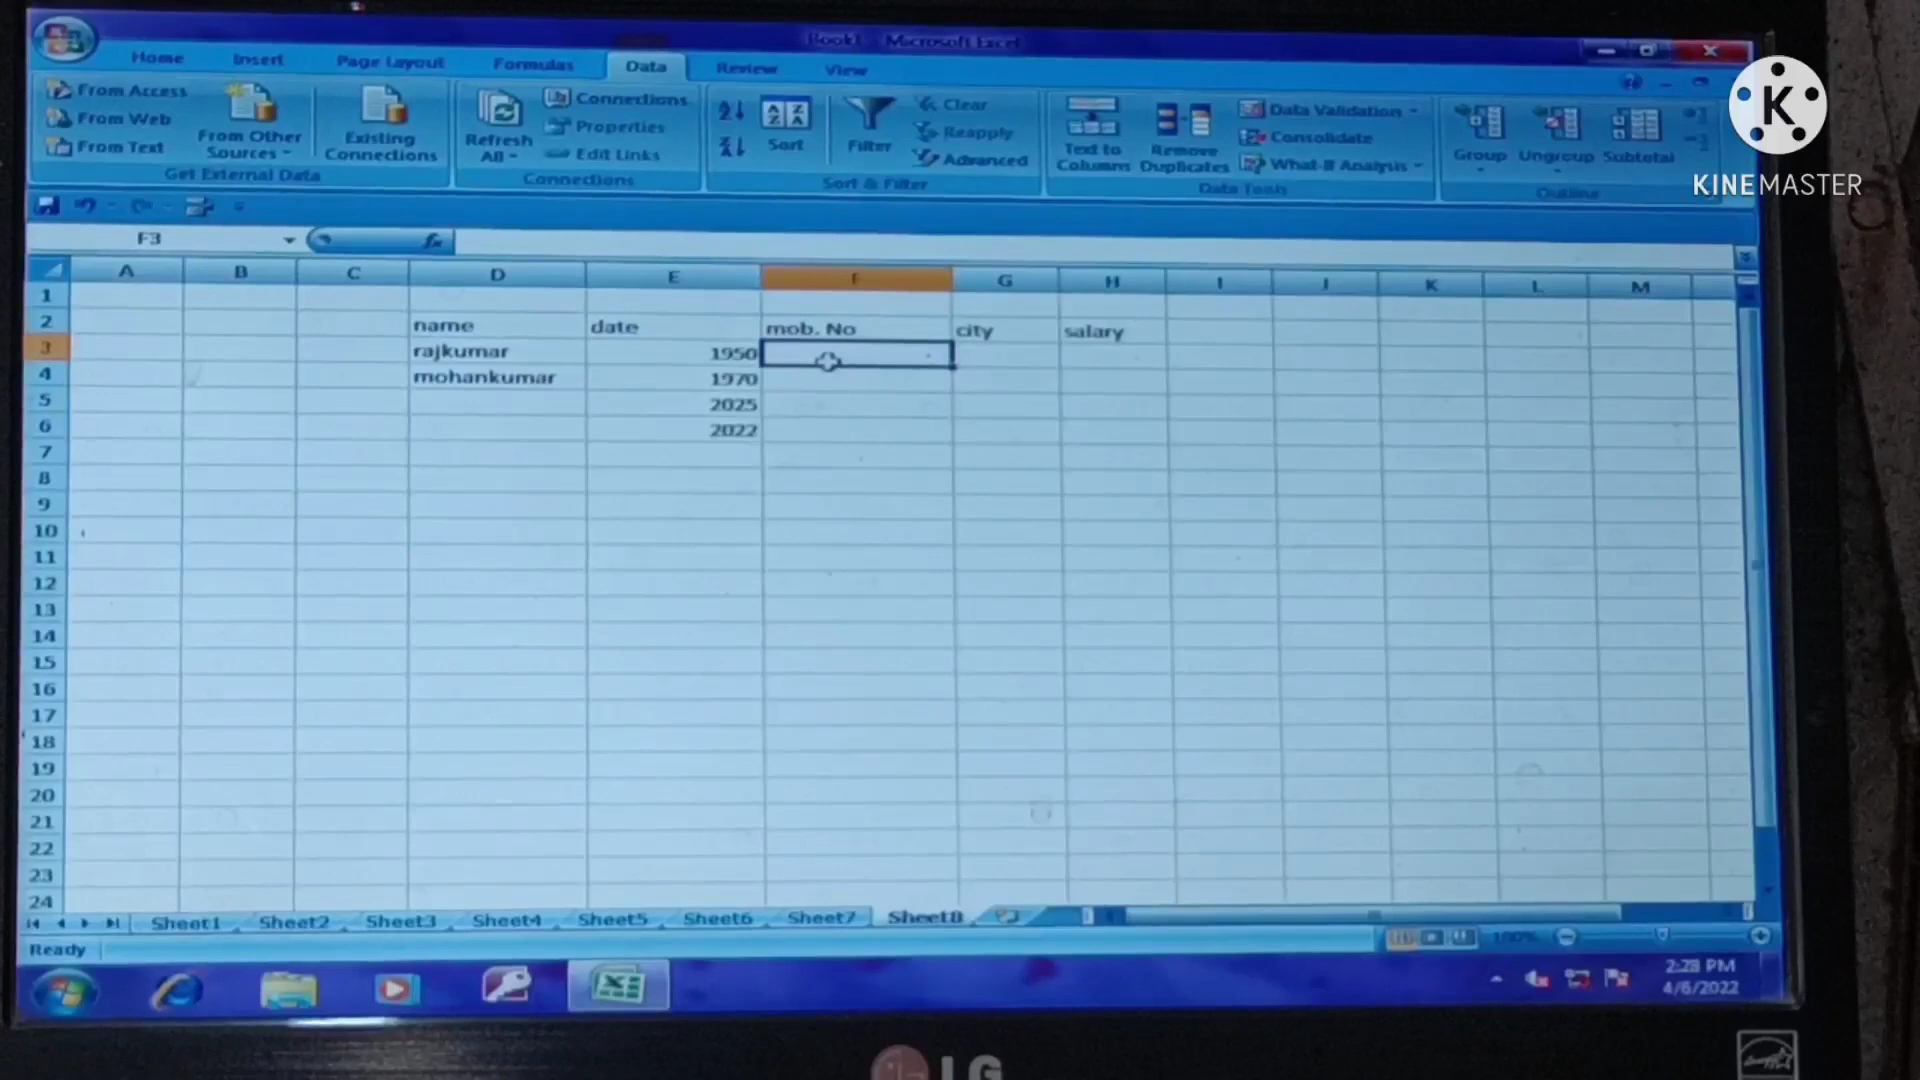 Book1 - Microsoft Excel
Home Insert Page Layout Formulas Data Review View
From Access
From Web
From Text
From Other Sources
Existing Connections
Get External Data
Refresh All
Connections
Properties
Edit Links
Connections
Sort
Filter
Clear
Reapply
Advanced
Sort & Filter
Text to Columns
Remove Duplicates
Data Validation
Consolidate
What-If Analysis
Data Tools
Group
Ungroup
Subtotal
Outline
K
KINEMASTER
F3 fx
A B C D E F G H I J K L M
1
2 name date mob. No city salary
3 rajkumar 1950
4 mohankumar 1970
5 2025
6 2022
7
8
9
10
11
12
13
14
15
16
17
18
19
20
21
22
23
24
Sheet1 Sheet2 Sheet3 Sheet4 Sheet5 Sheet6 Sheet7 Sheet8
Ready 100%
2:28 PM
4/6/2022
LG